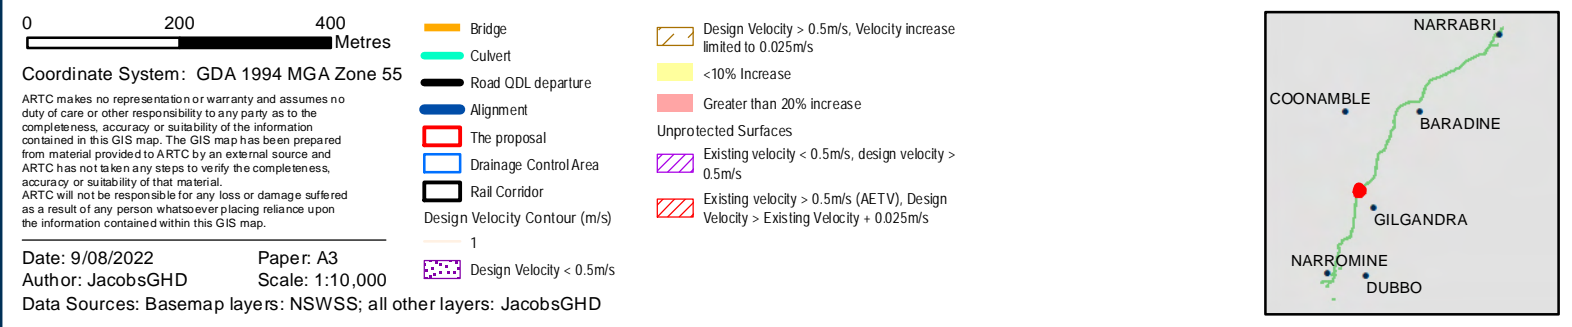 0 200 400
Metres
Coordinate System: GDA 1994 MGA Zone 55
ARTC makes no representation or warranty and assumes no
duty of care or other responsibility to any party as to the
completeness, accuracy or suitability of the information
contained in this GIS map. The GIS map has been prepared
from material provided to ARTC by an external source and
ARTC has not taken any steps to verify the completeness,
accuracy or suitability of that material.
ARTC will not be responsible for any loss or damage suffered
as a result of any person whatsoever placing reliance upon
the information contained within this GIS map.
Date: 9/08/2022 Paper: A3
Author: JacobsGHD Scale: 1:10,000
Data Sources: Basemap layers: NSWSS; all other layers: JacobsGHD
Bridge
Culvert
Road QDL departure
Alignment
The proposal
Drainage Control Area
Rail Corridor
Design Velocity Contour (m/s)
1
Design Velocity < 0.5m/s
Design Velocity > 0.5m/s, Velocity increase
limited to 0.025m/s
<10% Increase
Greater than 20% increase
Unprotected Surfaces
Existing velocity < 0.5m/s, design velocity >
0.5m/s
Existing velocity > 0.5m/s (AETV), Design
Velocity > Existing Velocity + 0.025m/s
NARRABRI
COONAMBLE
BARADINE
GILGANDRA
NARROMINE
DUBBO